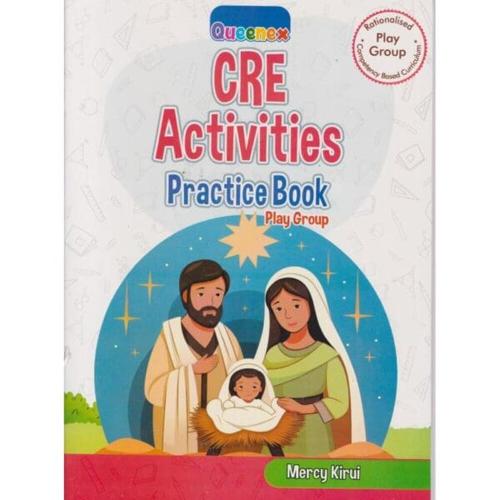 Queenex
Rationalised
Play
Group
Competency Based Curriculum
CRE
Activities
Practice Book
Play Group
Mercy Kirui